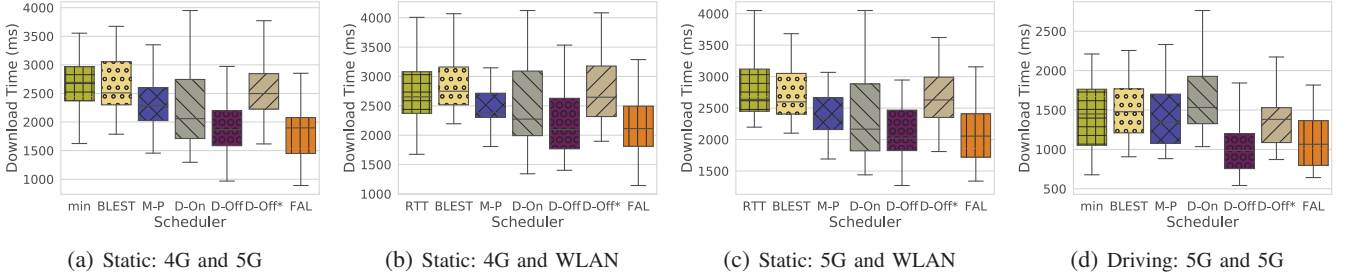 Download Time (ms)
4000
3500
3000
2500
2000
1500
1000
min BLEST M-P D-On D-Off D-Off* FAL
Scheduler
(a) Static: 4G and 5G
Download Time (ms)
4000
3500
3000
2500
2000
1500
1000
RTT BLEST M-P D-On D-Off D-Off* FAL
Scheduler
(b) Static: 4G and WLAN
Download Time (ms)
4000
3500
3000
2500
2000
1500
RTT BLEST M-P D-On D-Off D-Off* FAL
Scheduler
(c) Static: 5G and WLAN
Download Time (ms)
2500
2000
1500
1000
500
min BLEST M-P D-On D-Off D-Off* FAL
Scheduler
(d) Driving: 5G and 5G